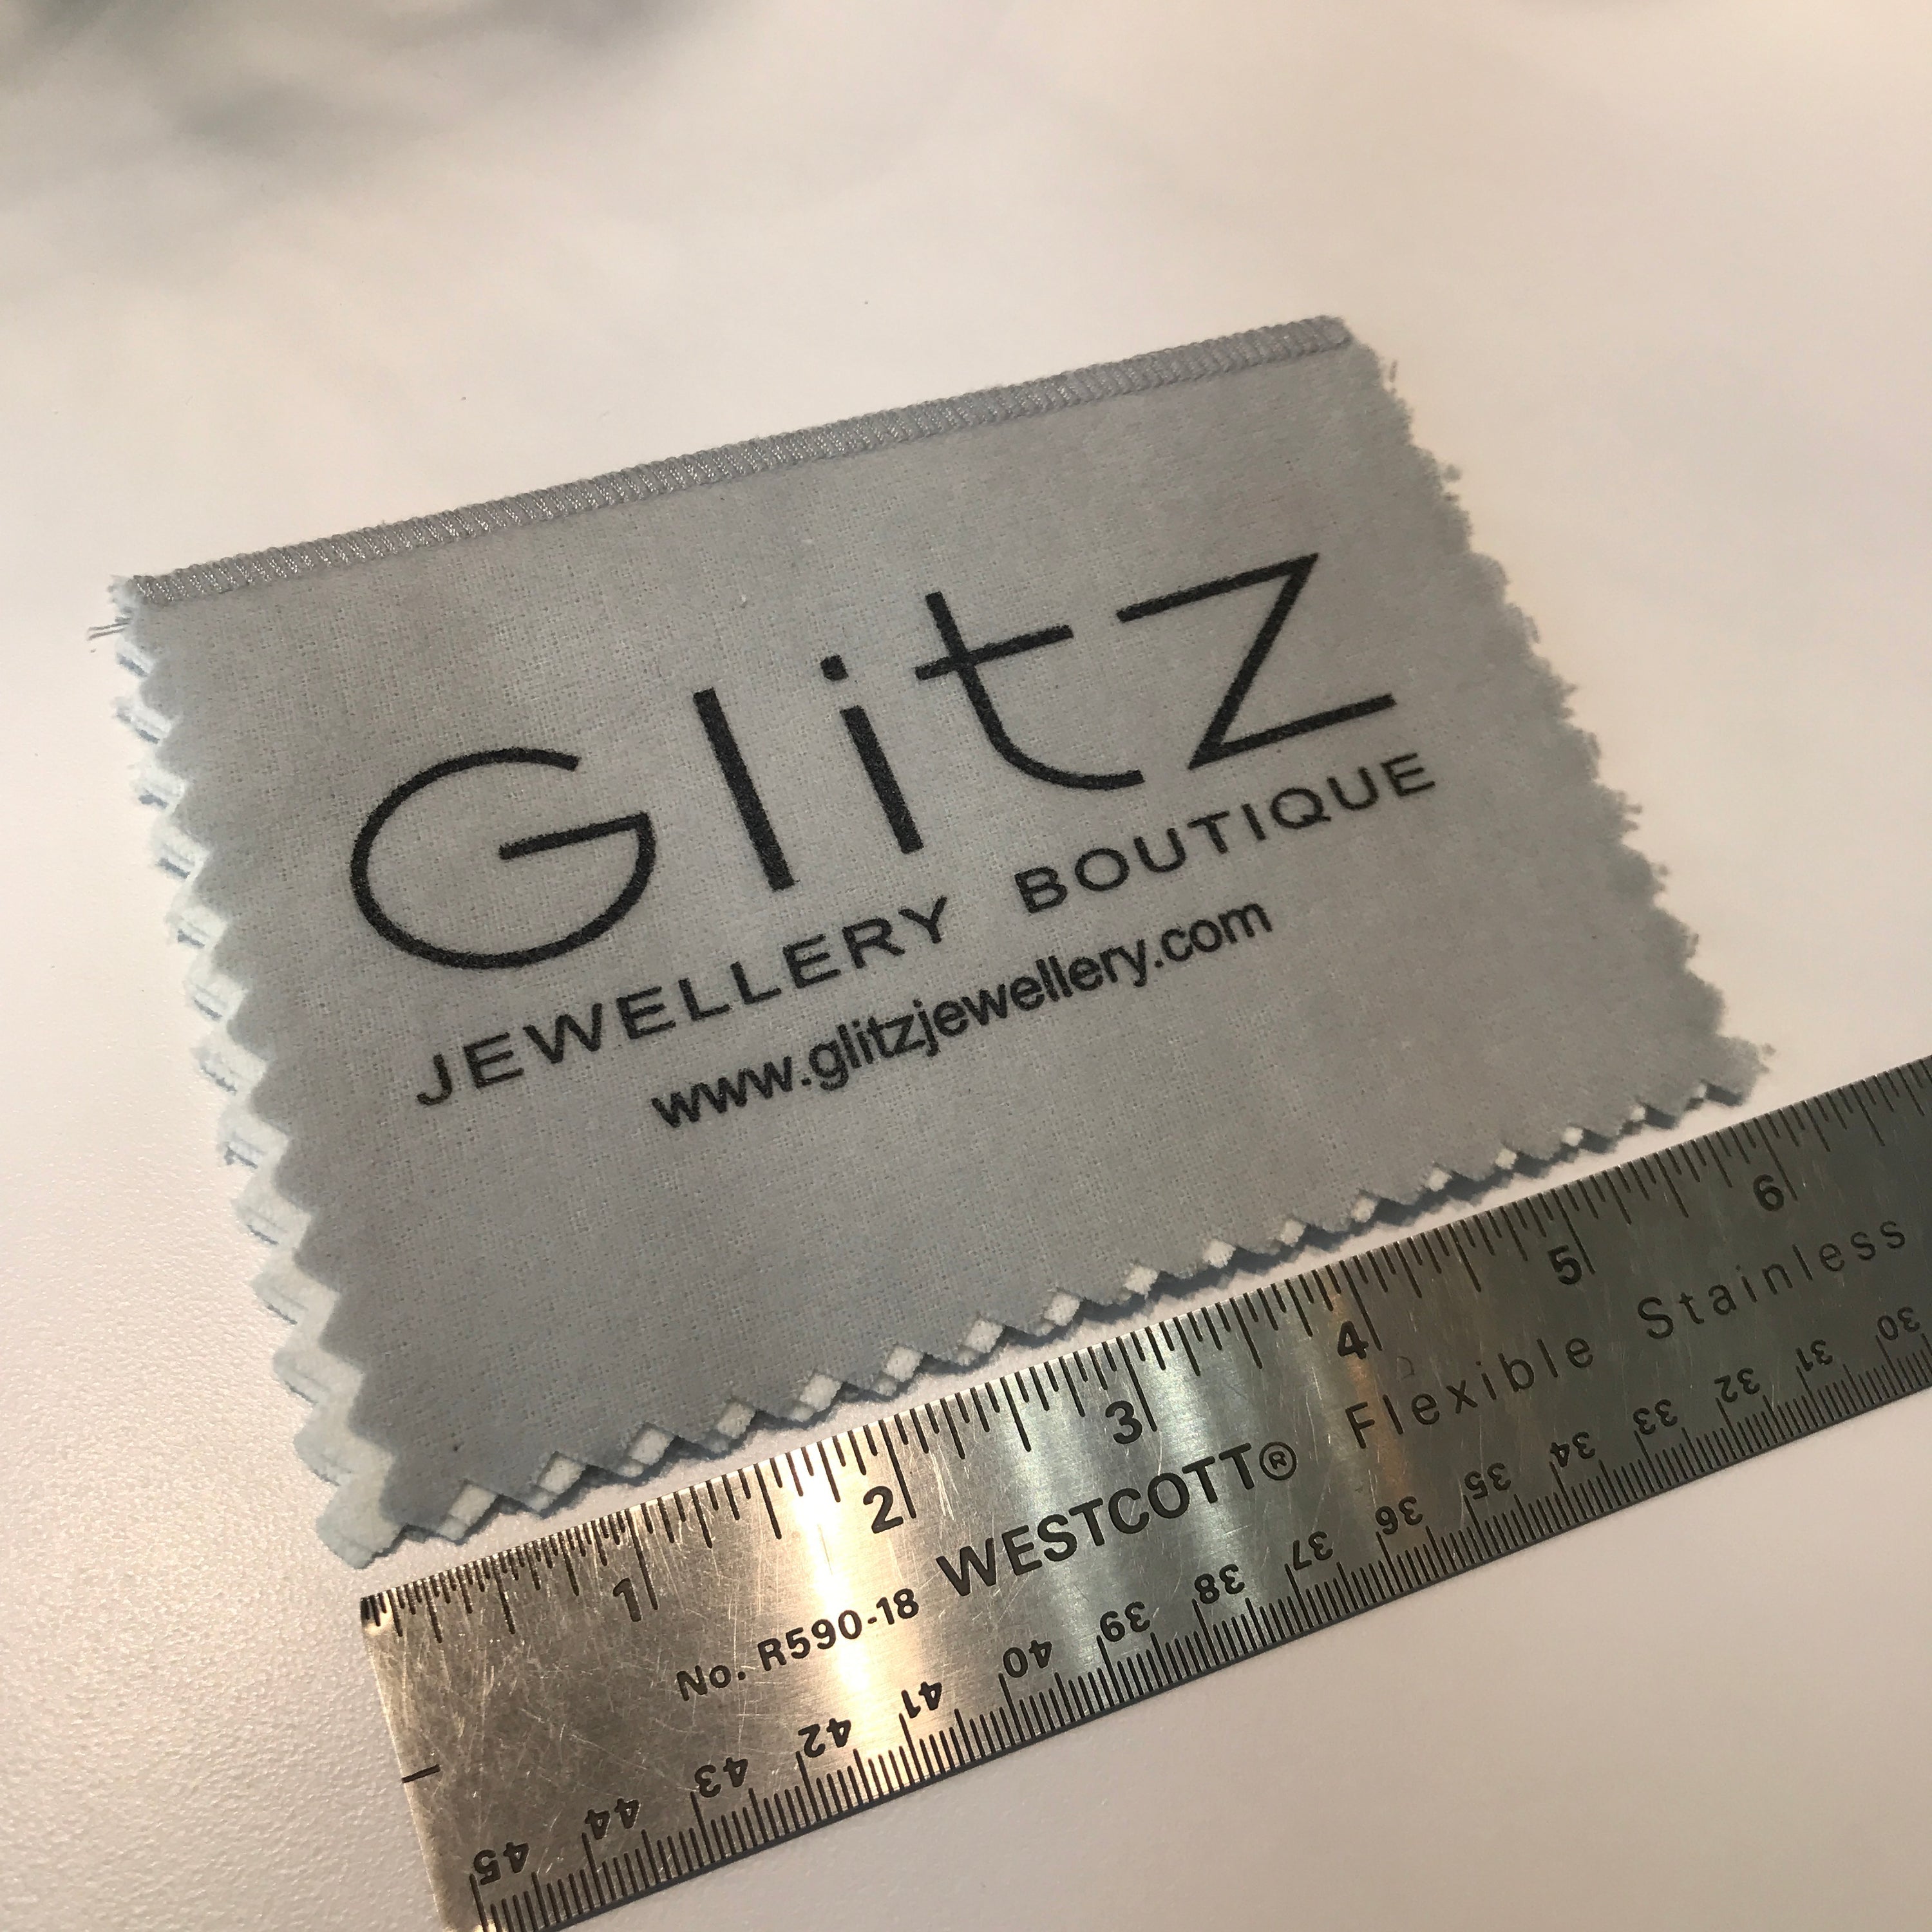 Glitz
JEWELLERY BOUTIQUE
www.glitzjewellery.com
1 2 3 4 5 6
No. R590-18 WESTCOTT® Flexible Stainless
45 44 43 42 41 40 39 38 37 36 35 34 33 32 31 30